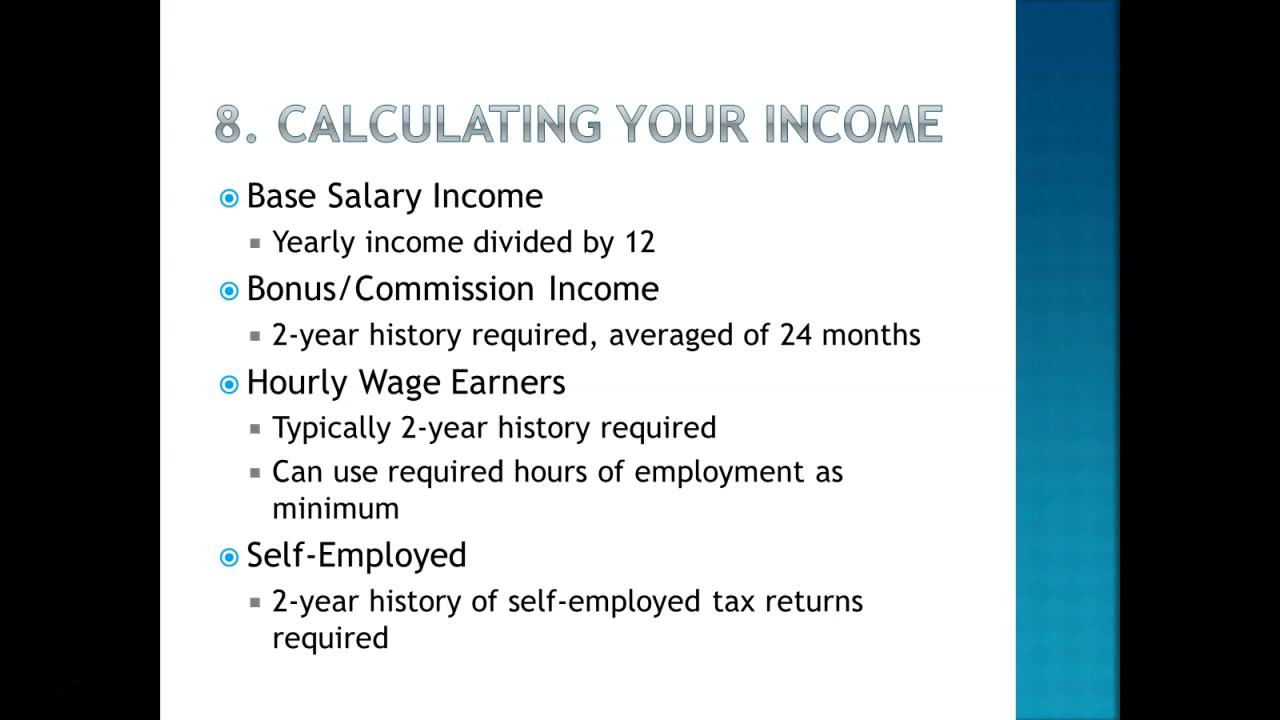 8. CALCULATING YOUR INCOME
Base Salary Income
Yearly income divided by 12
Bonus/Commission Income
2-year history required, averaged of 24 months
Hourly Wage Earners
Typically 2-year history required
Can use required hours of employment as
minimum
Self-Employed
2-year history of self-employed tax returns
required